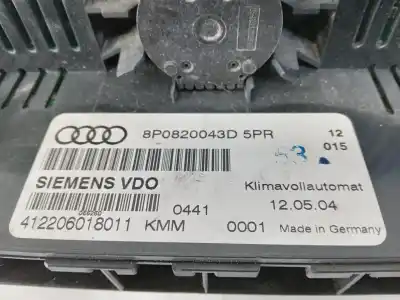 8P0820043D 5PR
12
015
SIEMENS VDO
Klimavollautomat
0441
12.05.04
412206018011 KMM
0001 Made in Germany